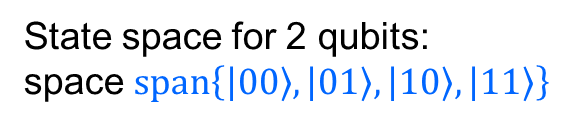 State space for 2 qubits:
space span{|00⟩, |01⟩, |10⟩, |11⟩}